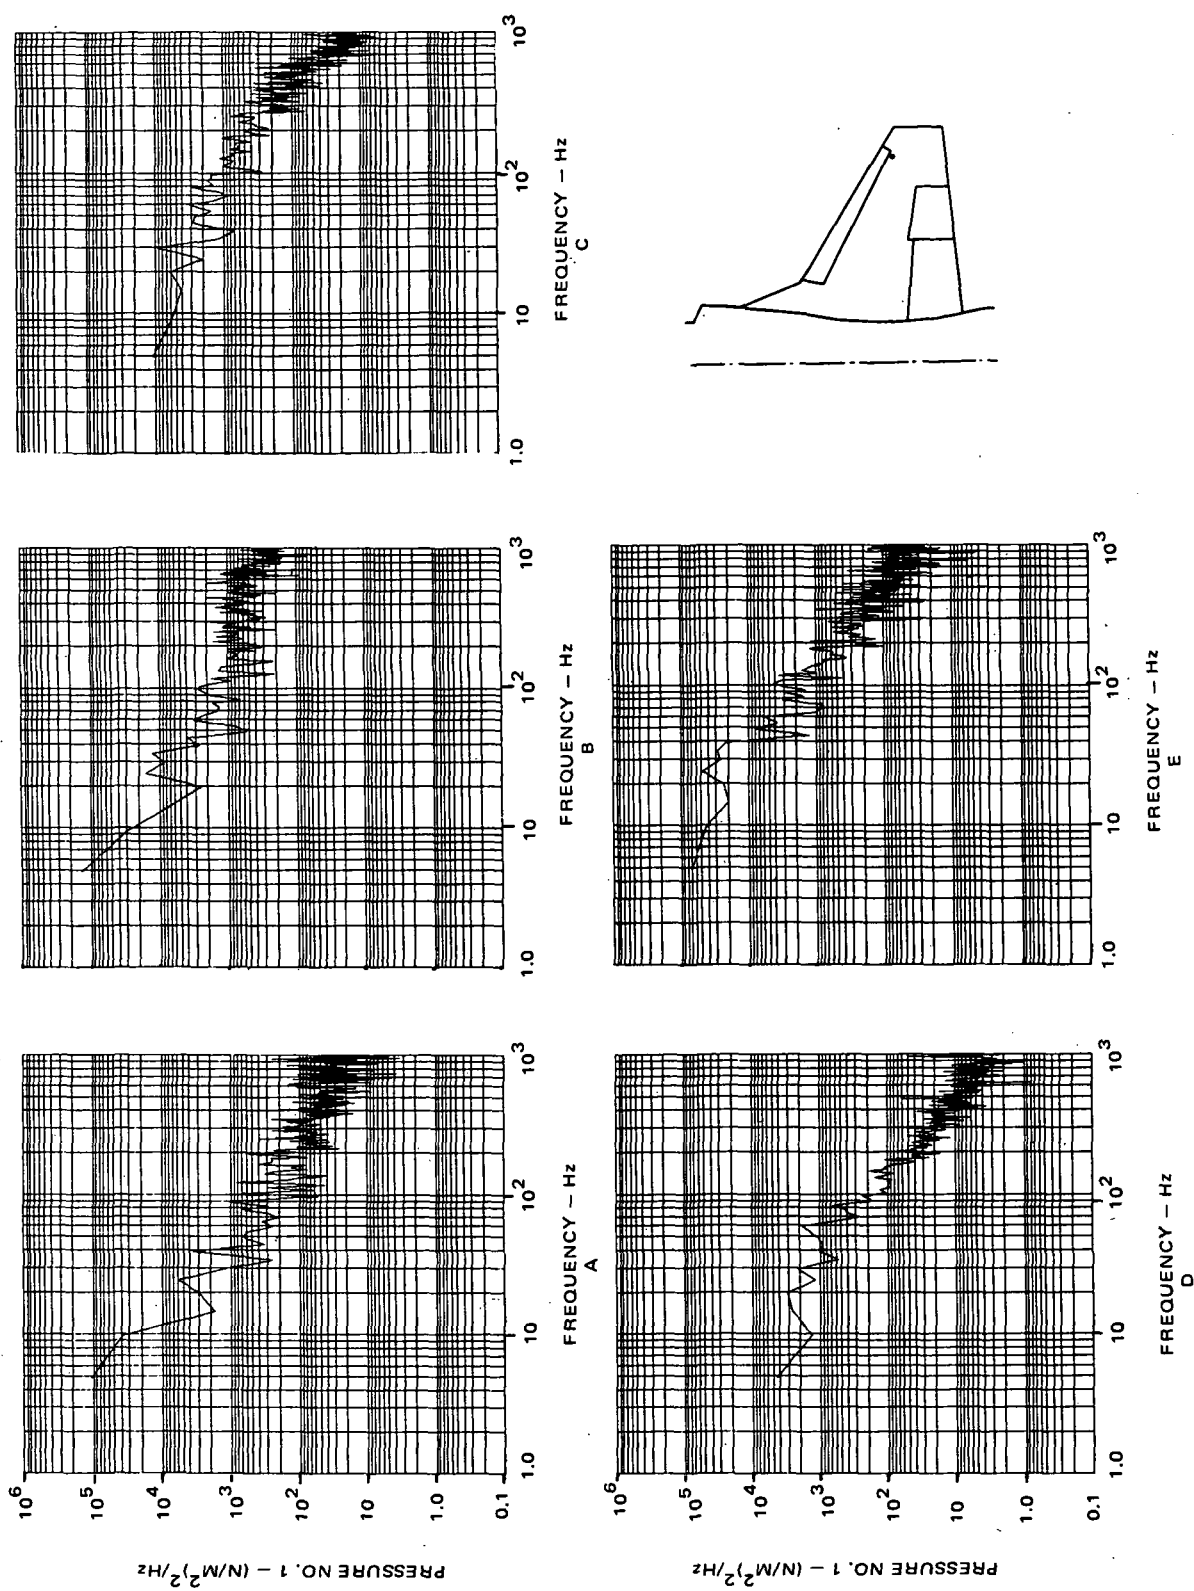 PRESSURE NO. 1 – (N/M²)²/Hz
10⁶
10⁵
10⁴
10³
10²
10
1.0
0.1
1.0 10 10² 10³
FREQUENCY – Hz
A
1.0 10 10² 10³
FREQUENCY – Hz
B
1.0 10 10² 10³
FREQUENCY – Hz
C
PRESSURE NO. 1 – (N/M²)²/Hz
10⁶
10⁵
10⁴
10³
10²
10
1.0
0.1
1.0 10 10² 10³
FREQUENCY – Hz
D
1.0 10 10² 10³
FREQUENCY – Hz
E